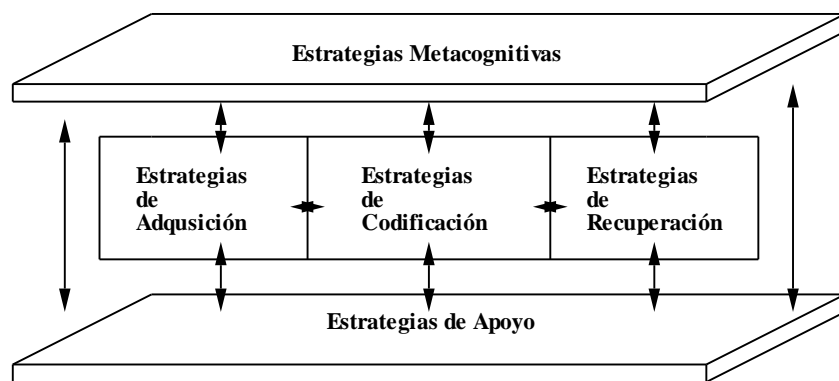 Estrategias Metacognitivas
Estrategias
de
Adqusición
Estrategias
de
Codificación
Estrategias
de
Recuperación
Estrategias de Apoyo